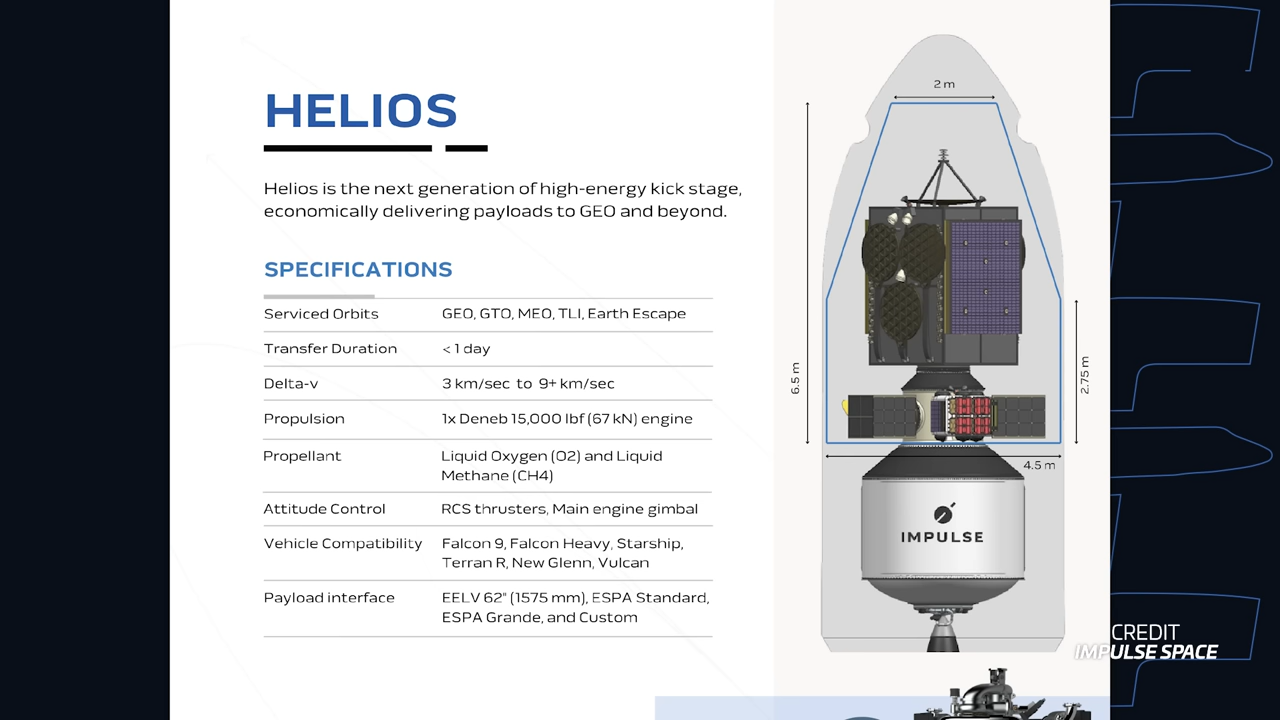 HELIOS
Helios is the next generation of high-energy kick stage,
economically delivering payloads to GEO and beyond.
SPECIFICATIONS
Serviced Orbits GEO, GTO, MEO, TLI, Earth Escape
Transfer Duration < 1 day
Delta-v 3 km/sec to 9+ km/sec
Propulsion 1x Deneb 15,000 lbf (67 kN) engine
Propellant Liquid Oxygen (O2) and Liquid
Methane (CH4)
Attitude Control RCS thrusters, Main engine gimbal
Vehicle Compatibility Falcon 9, Falcon Heavy, Starship,
Terran R, New Glenn, Vulcan
Payload interface EELV 62" (1575 mm), ESPA Standard,
ESPA Grande, and Custom
2 m
6.5 m
2.75 m
4.5 m
IMPULSE
CREDIT
IMPULSE SPACE